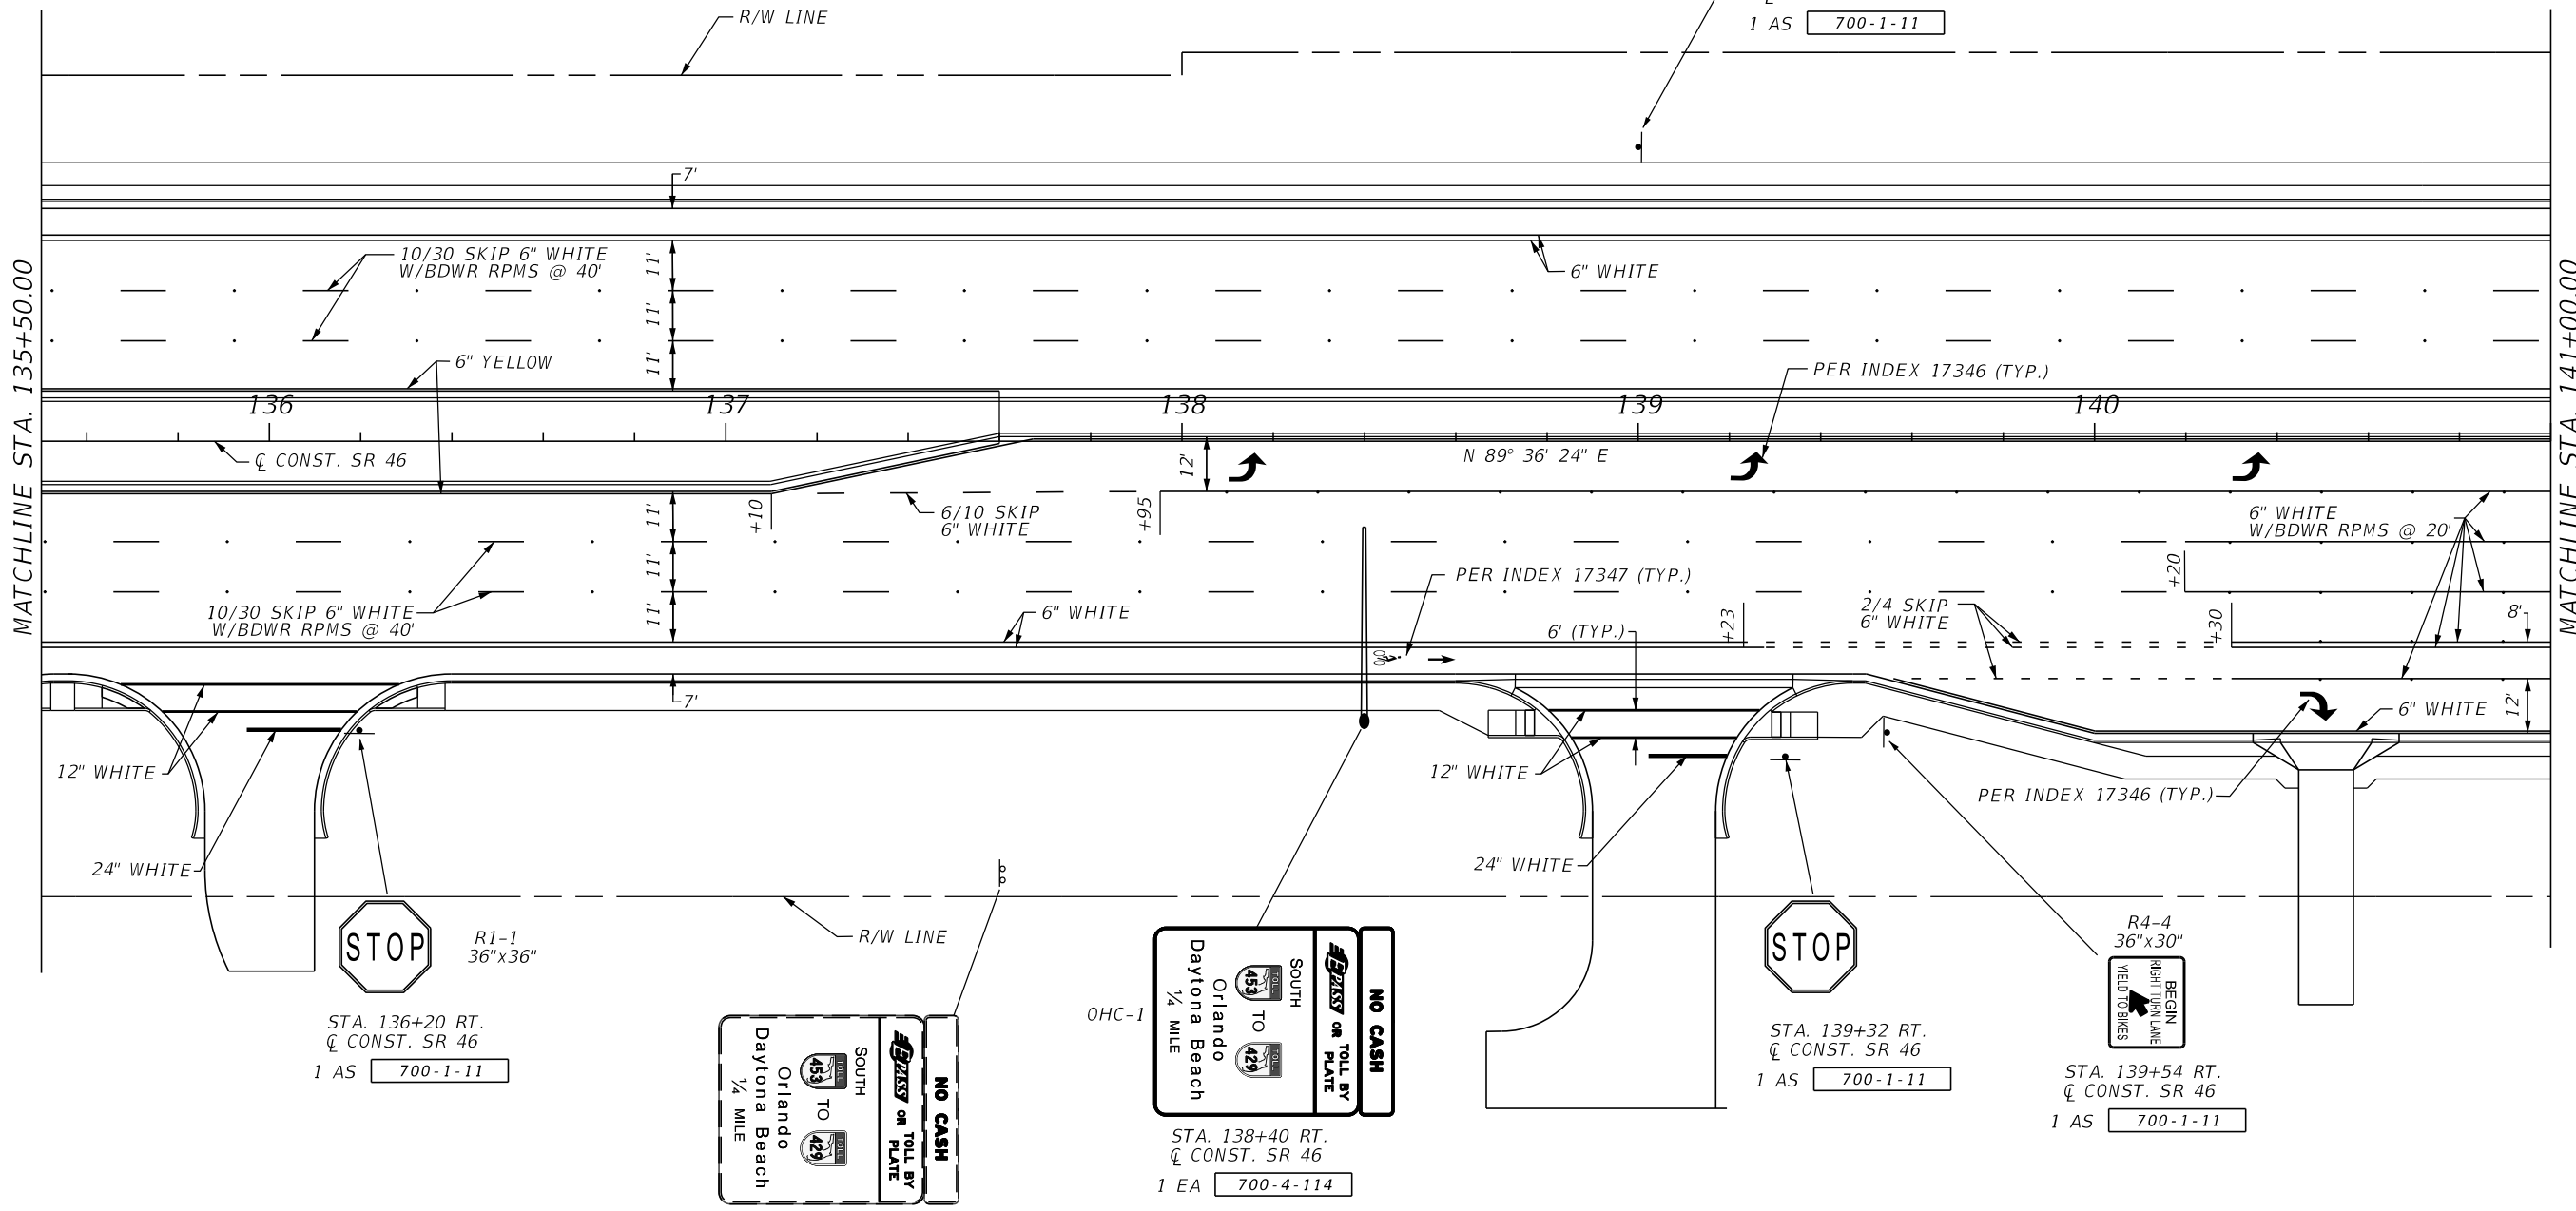 R/W LINE
1 AS 700-1-11
MATCHLINE STA. 135+50.00
MATCHLINE STA. 141+00.00
7'
10/30 SKIP 6" WHITE
W/BDWR RPMS @ 40'
11'
11'
11'
6" WHITE
6" YELLOW
PER INDEX 17346 (TYP.)
136
137
138
139
140
℄ CONST. SR 46
N 89° 36' 24" E
12'
+10
6/10 SKIP
6" WHITE
+95
11'
11'
11'
6" WHITE
W/BDWR RPMS @ 20'
+20
PER INDEX 17347 (TYP.)
10/30 SKIP 6" WHITE
W/BDWR RPMS @ 40'
6" WHITE
6' (TYP.)
+23
2/4 SKIP
6" WHITE
+30
8'
7'
12'
6" WHITE
12" WHITE
12" WHITE
PER INDEX 17346 (TYP.)
24" WHITE
24" WHITE
R/W LINE
STOP
R1-1
36"x36"
STA. 136+20 RT.
℄ CONST. SR 46
1 AS 700-1-11
NO CASH
EPASS OR TOLL BY PLATE
SOUTH
TOLL 453 TO TOLL 429
Orlando
Daytona Beach
¼ MILE
OHC-1
NO CASH
EPASS OR TOLL BY PLATE
SOUTH
TOLL 453 TO TOLL 429
Orlando
Daytona Beach
¼ MILE
STA. 138+40 RT.
℄ CONST. SR 46
1 EA 700-4-114
STOP
STA. 139+32 RT.
℄ CONST. SR 46
1 AS 700-1-11
R4-4
36"x30"
BEGIN
RIGHT TURN LANE
YIELD TO BIKES
STA. 139+54 RT.
℄ CONST. SR 46
1 AS 700-1-11